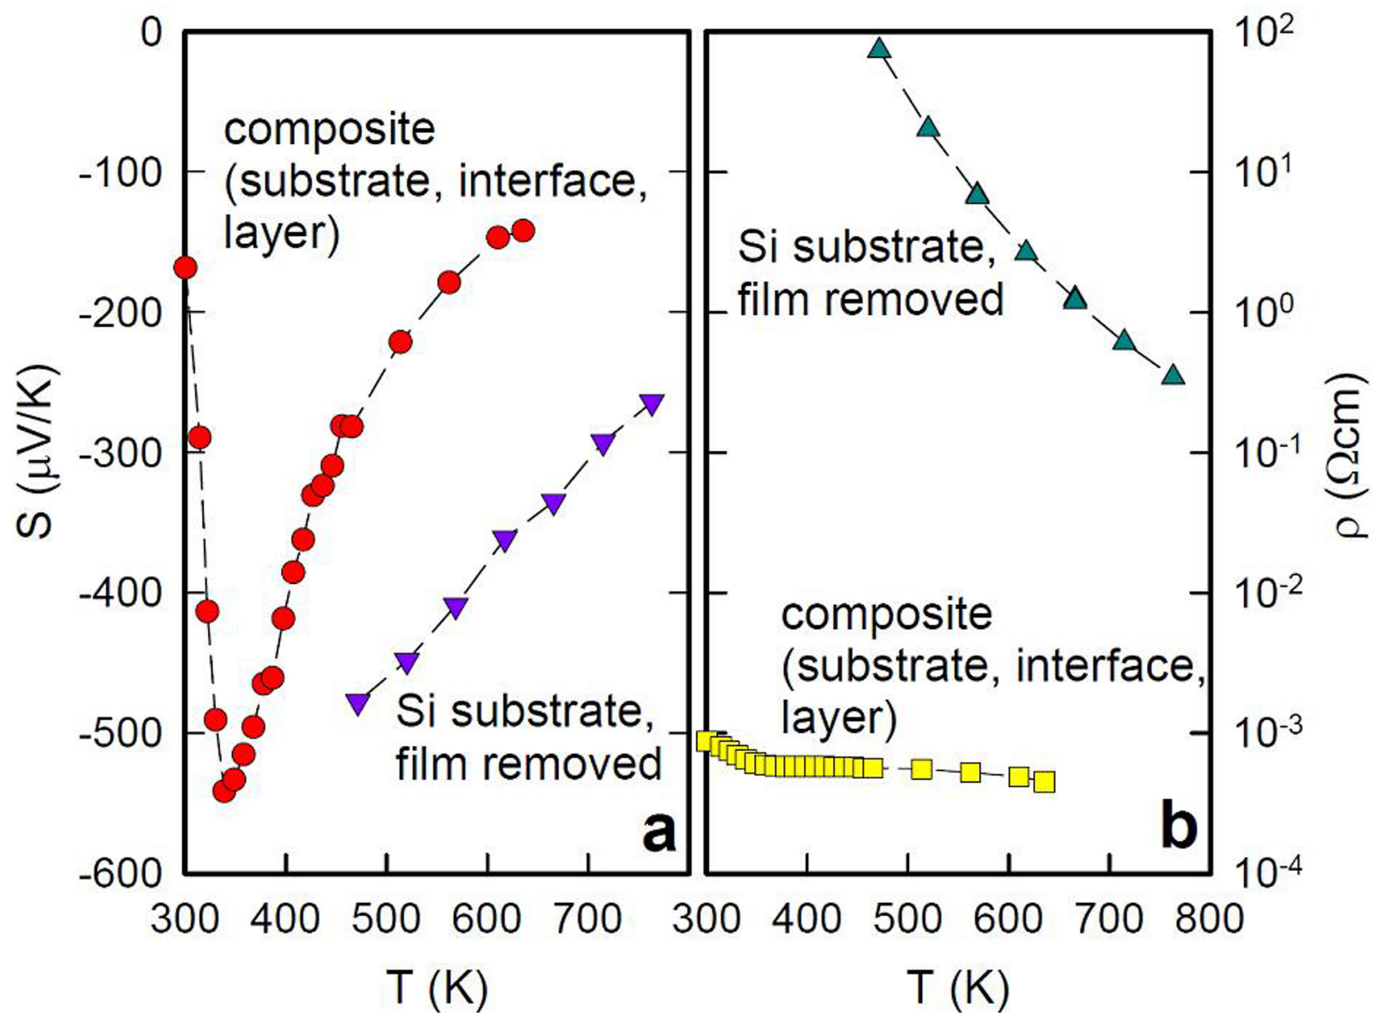 0
-100
-200
-300
-400
-500
-600
S (μV/K)
composite
(substrate, interface,
layer)
Si substrate,
film removed
a
300 400 500 600 700
T (K)
Si substrate,
film removed
composite
(substrate, interface,
layer)
b
300 400 500 600 700 800
T (K)
10²
10¹
10⁰
10⁻¹
10⁻²
10⁻³
10⁻⁴
ρ (Ωcm)